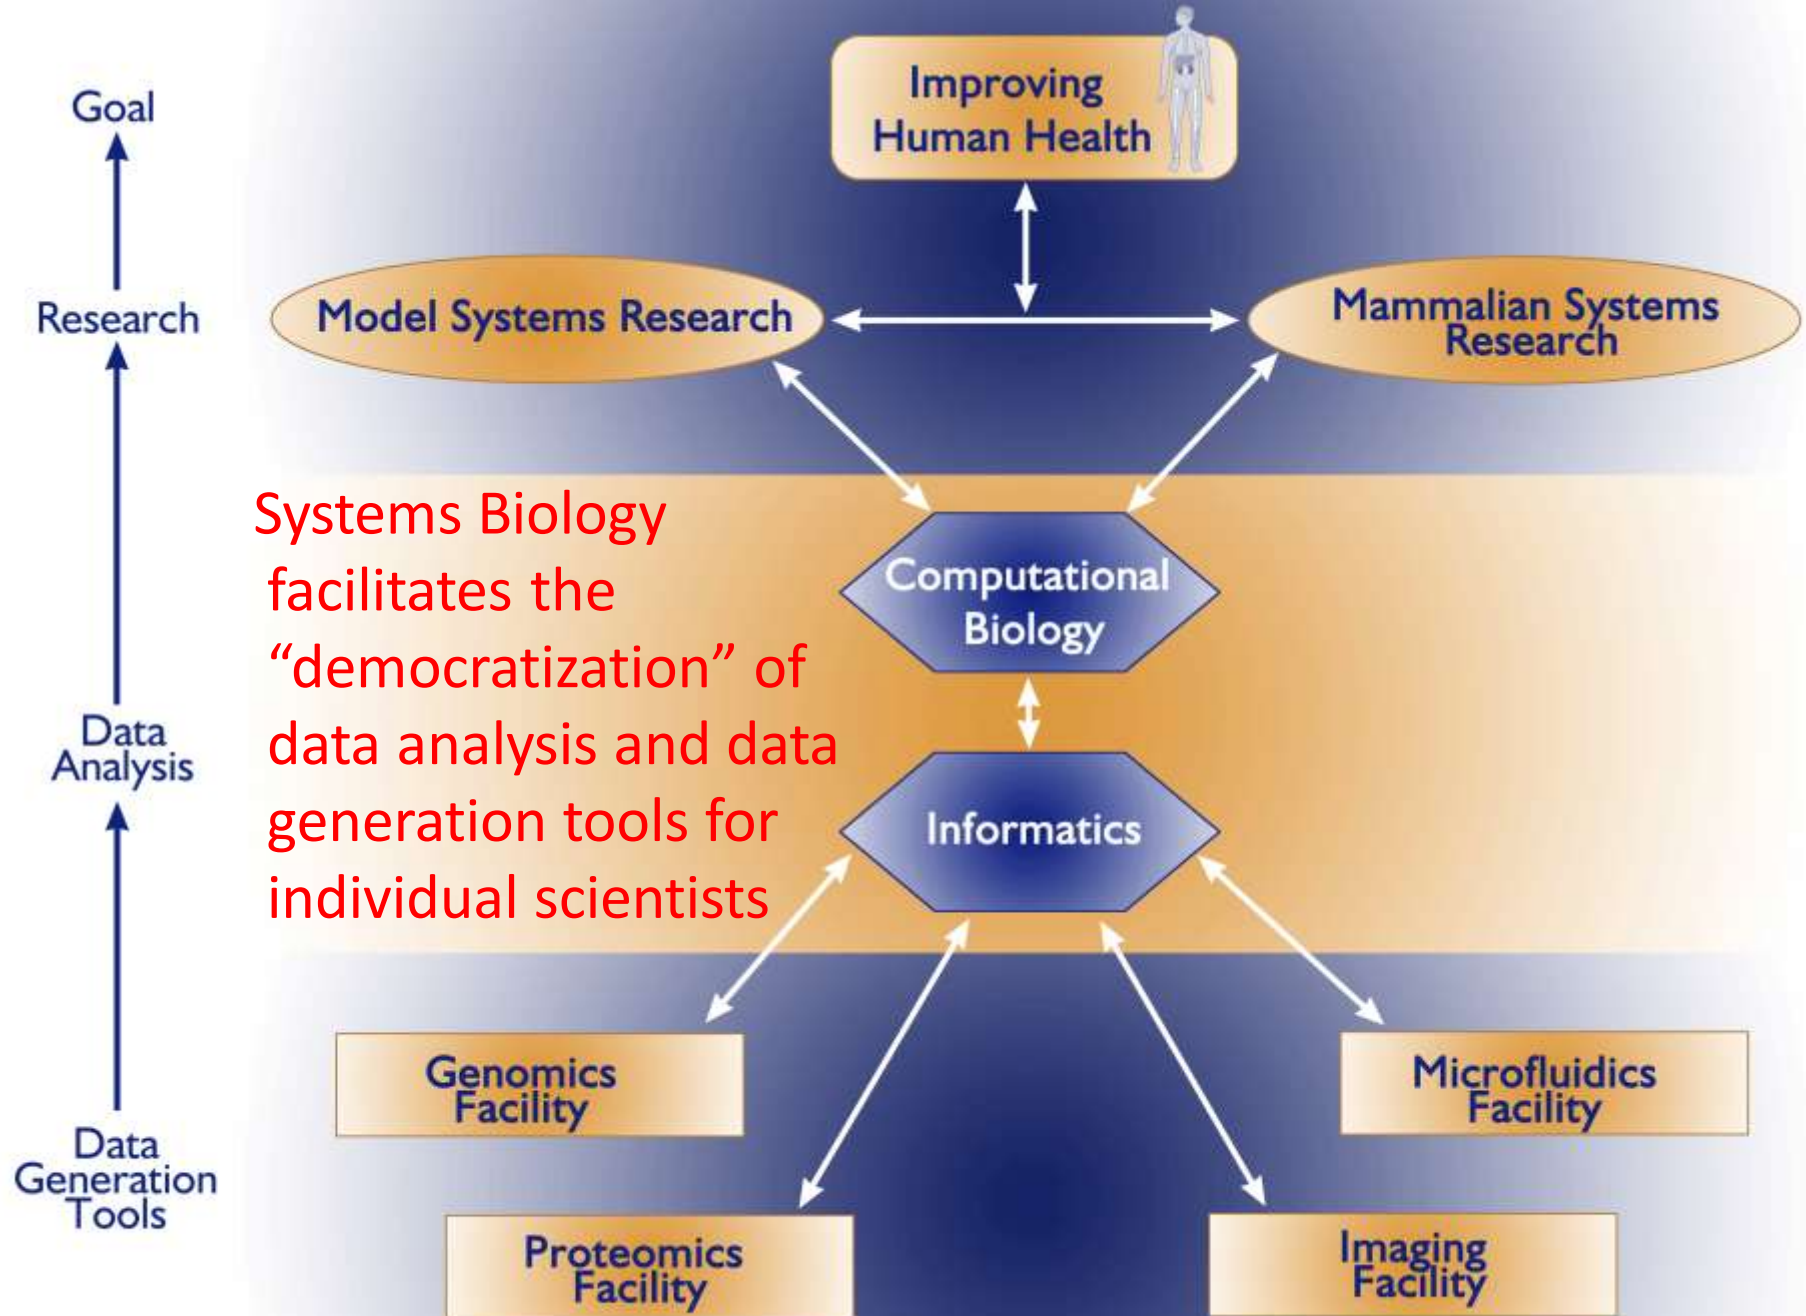 Improving
Human Health
Goal
Research
Model Systems Research
Mammalian Systems
Research
Systems Biology
facilitates the
“democratization” of
data analysis and data
generation tools for
individual scientists
Computational
Biology
Data
Analysis
Informatics
Genomics
Facility
Microfluidics
Facility
Data
Generation
Tools
Proteomics
Facility
Imaging
Facility